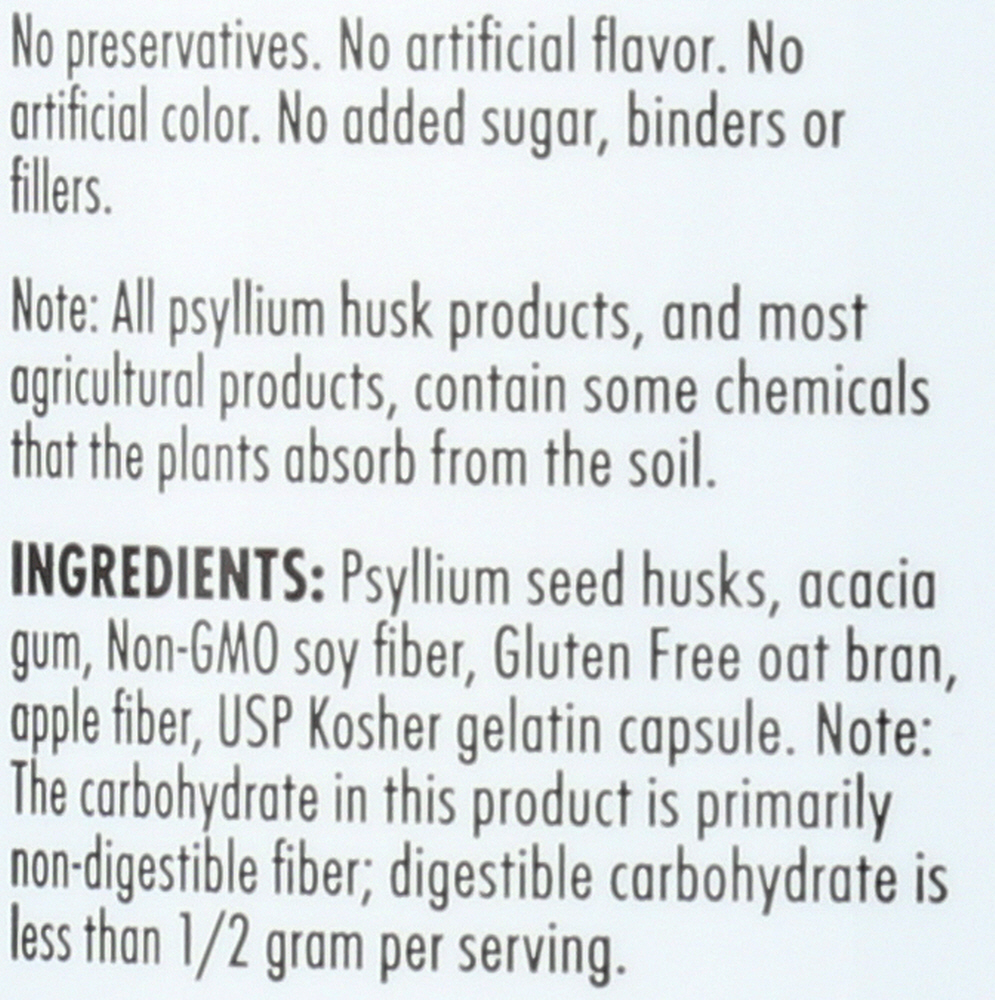 No preservatives. No artificial flavor. No
artificial color. No added sugar, binders or
fillers.
Note: All psyllium husk products, and most
agricultural products, contain some chemicals
that the plants absorb from the soil.
INGREDIENTS: Psyllium seed husks, acacia
gum, Non-GMO soy fiber, Gluten Free oat bran,
apple fiber, USP Kosher gelatin capsule. Note:
The carbohydrate in this product is primarily
non-digestible fiber; digestible carbohydrate is
less than 1/2 gram per serving.